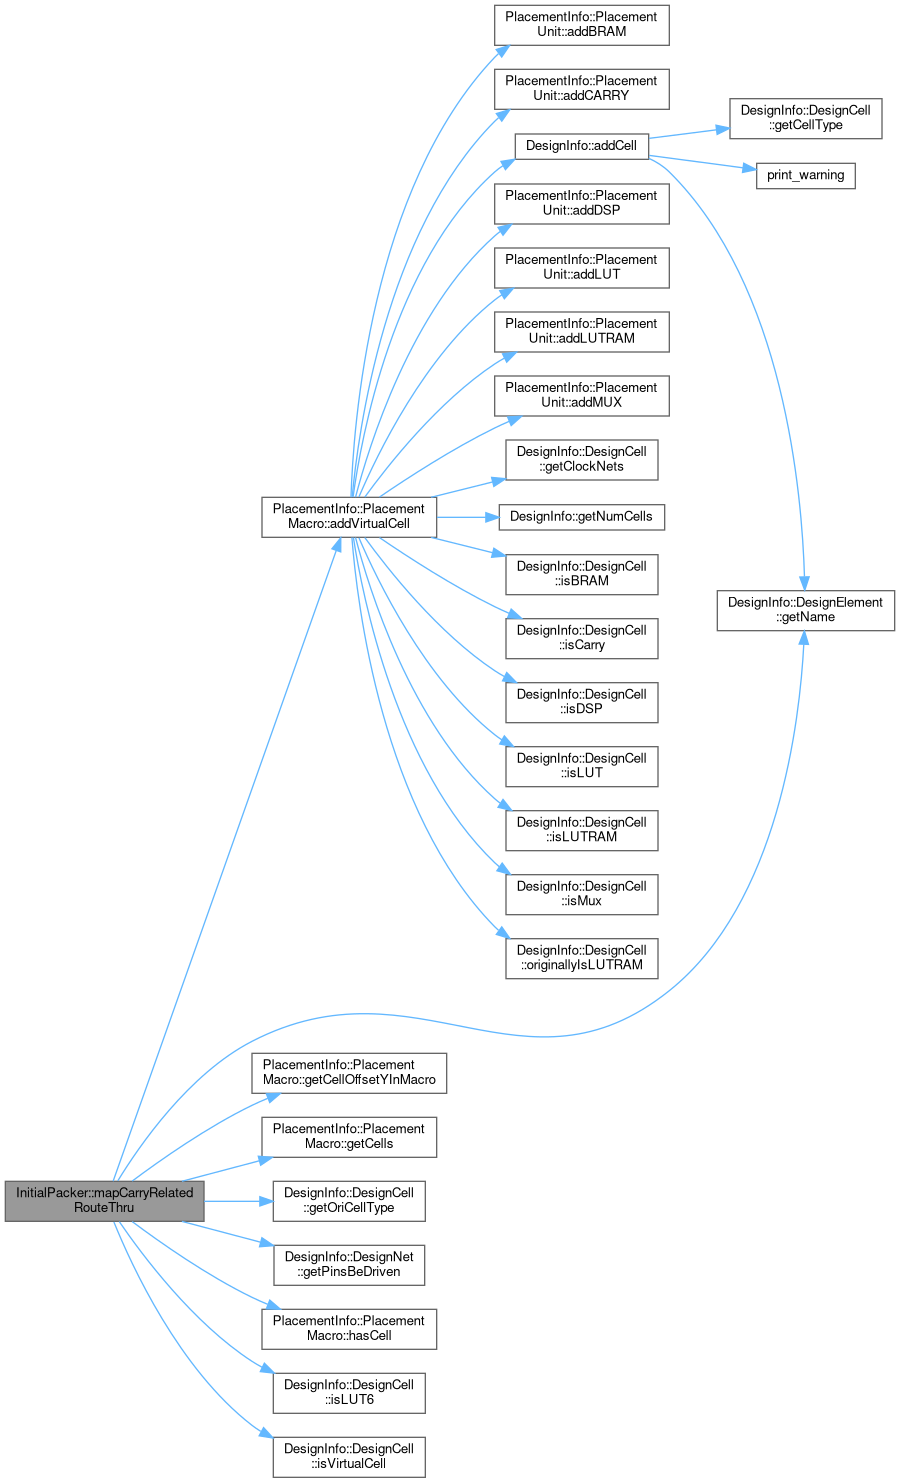 PlacementInfo::Placement
Unit::addBRAM
PlacementInfo::Placement
Unit::addCARRY
DesignInfo::DesignCell
::getCellType
DesignInfo::addCell
print_warning
PlacementInfo::Placement
Unit::addDSP
PlacementInfo::Placement
Unit::addLUT
PlacementInfo::Placement
Unit::addLUTRAM
PlacementInfo::Placement
Unit::addMUX
DesignInfo::DesignCell
::getClockNets
PlacementInfo::Placement
Macro::addVirtualCell
DesignInfo::getNumCells
DesignInfo::DesignCell
::isBRAM
DesignInfo::DesignElement
::getName
DesignInfo::DesignCell
::isCarry
DesignInfo::DesignCell
::isDSP
DesignInfo::DesignCell
::isLUT
DesignInfo::DesignCell
::isLUTRAM
DesignInfo::DesignCell
::isMux
DesignInfo::DesignCell
::originallyIsLUTRAM
PlacementInfo::Placement
Macro::getCellOffsetYInMacro
PlacementInfo::Placement
Macro::getCells
InitialPacker::mapCarryRelated
RouteThru
DesignInfo::DesignCell
::getOriCellType
DesignInfo::DesignNet
::getPinsBeDriven
PlacementInfo::Placement
Macro::hasCell
DesignInfo::DesignCell
::isLUT6
DesignInfo::DesignCell
::isVirtualCell